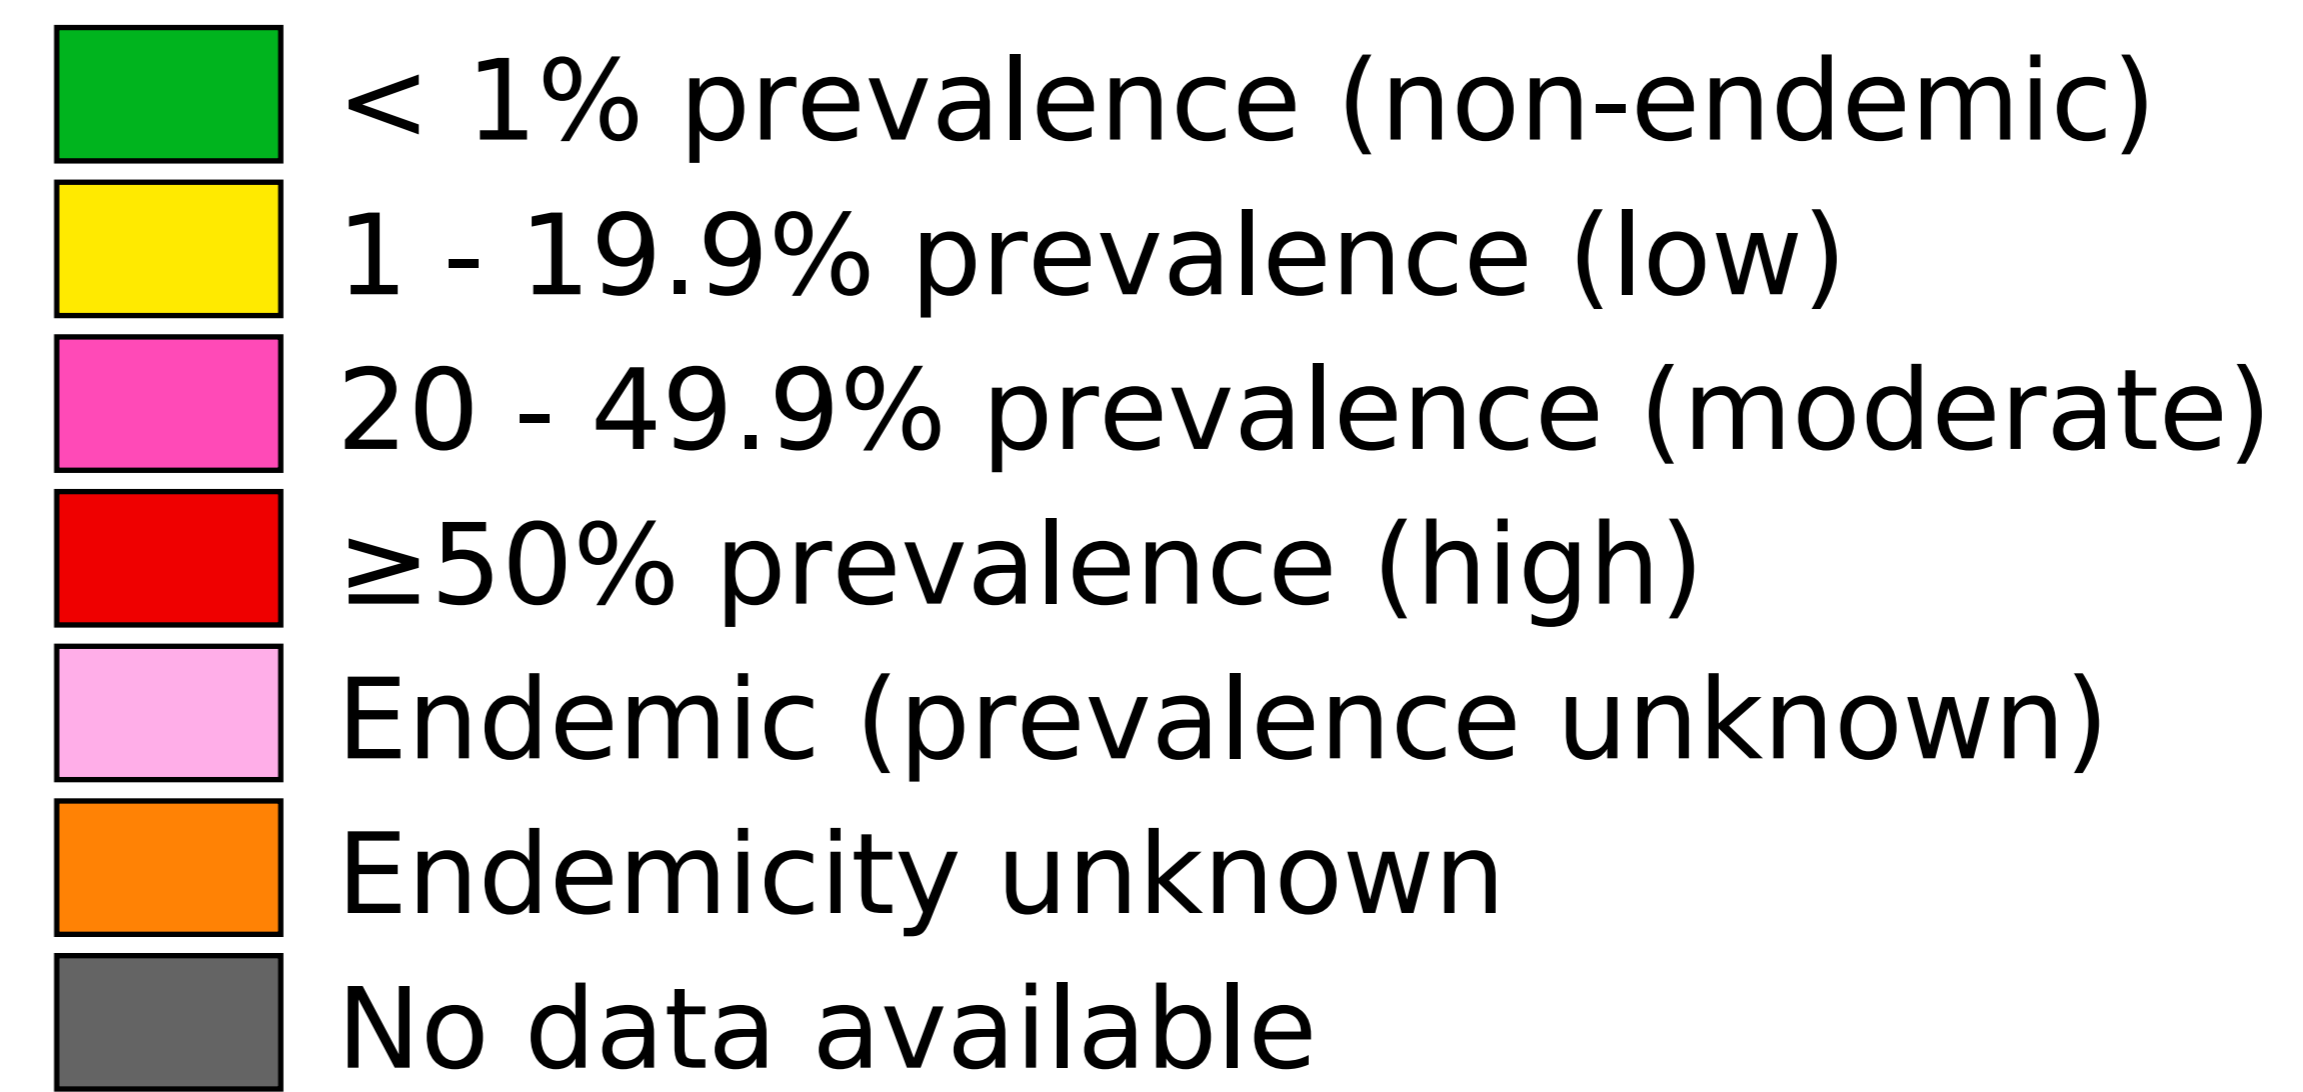 < 1% prevalence (non-endemic)
1 - 19.9% prevalence (low)
20 - 49.9% prevalence (moderate)
≥50% prevalence (high)
Endemic (prevalence unknown)
Endemicity unknown
No data available